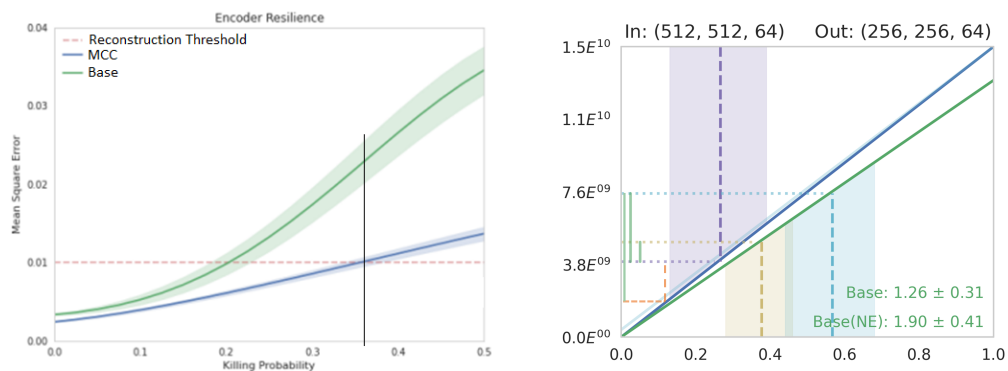 Encoder Resilience
0.04
0.03
0.02
0.01
0.00
Mean Square Error
Reconstruction Threshold
MCC
Base
0.0 0.1 0.2 0.3 0.4 0.5
Killing Probability
In: (512, 512, 64) Out: (256, 256, 64)
1.5E¹⁰
1.1E¹⁰
7.6E⁰⁹
3.8E⁰⁹
0.0E⁰⁰
Base: 1.26 ± 0.31
Base(NE): 1.90 ± 0.41
0.0 0.2 0.4 0.6 0.8 1.0